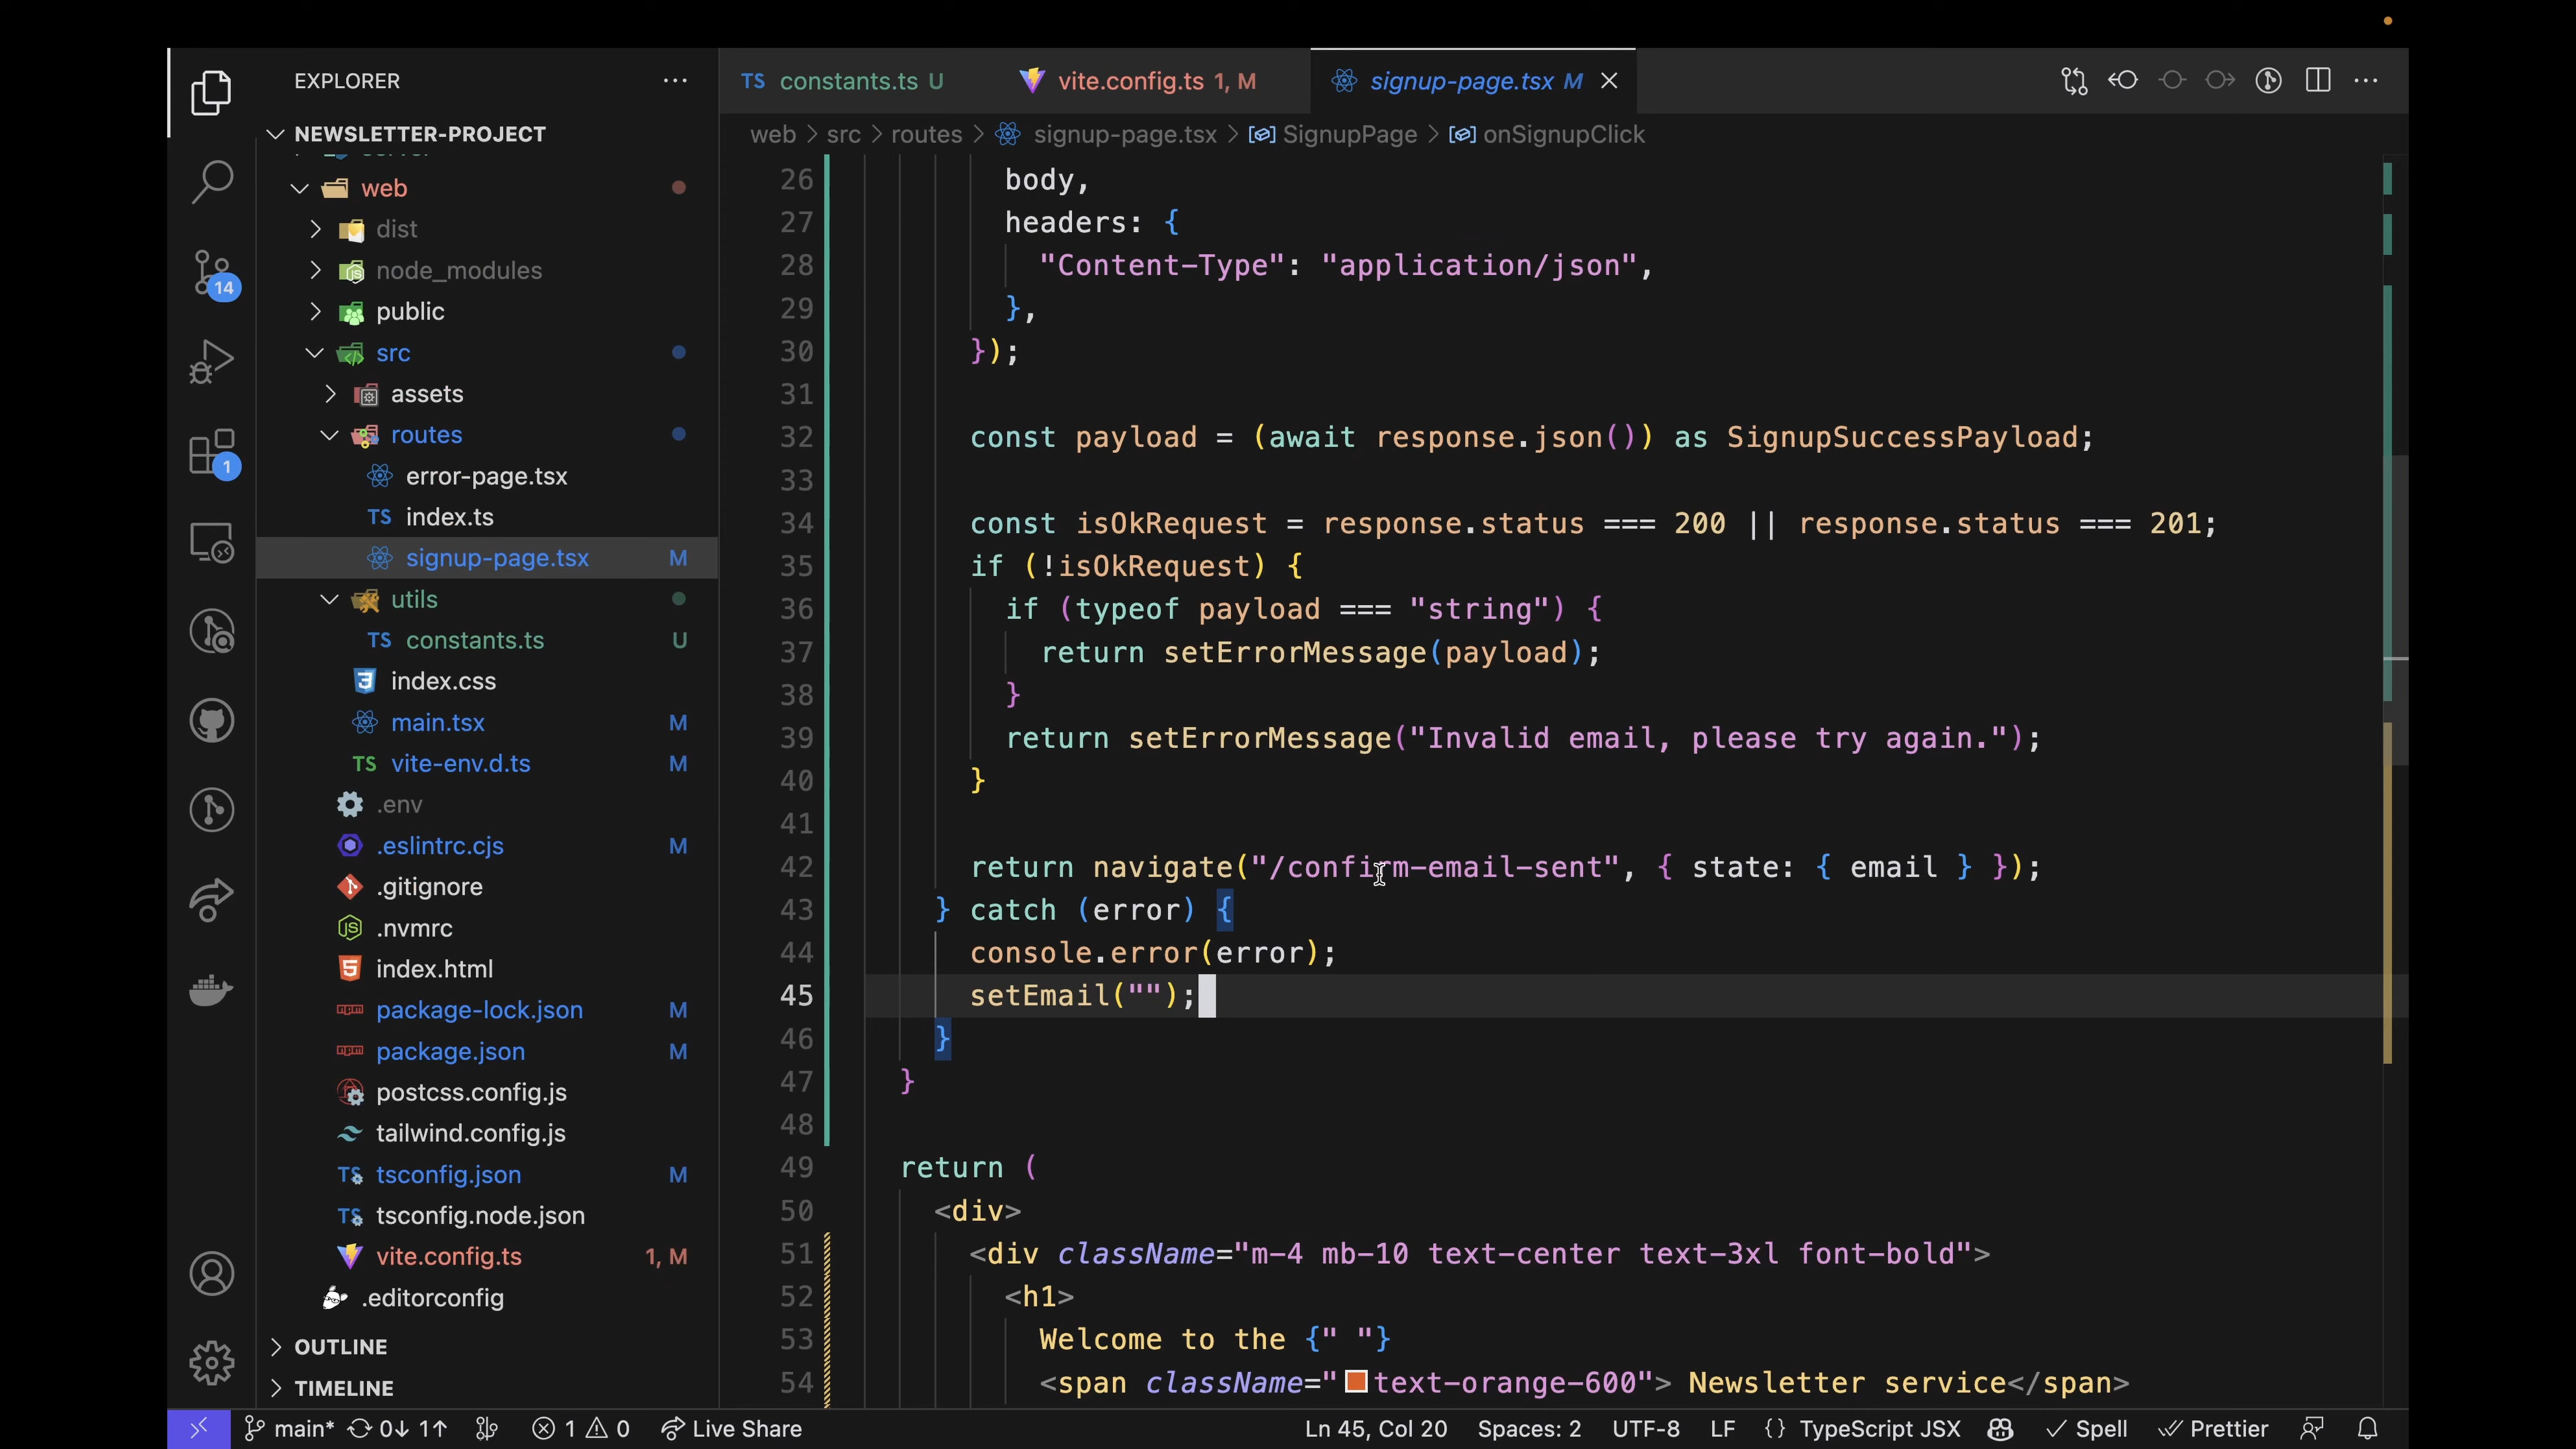 EXPLORER
NEWSLETTER-PROJECT
web
dist
node_modules
public
src
assets
routes
error-page.tsx
index.ts
signup-page.tsx M
utils
constants.ts U
index.css
main.tsx M
vite-env.d.ts M
.env
.eslintrc.cjs M
.gitignore
.nvmrc
index.html
package-lock.json M
package.json M
postcss.config.js
tailwind.config.js
tsconfig.json M
tsconfig.node.json
vite.config.ts 1, M
.editorconfig
OUTLINE
TIMELINE
14
1
TS constants.ts U
vite.config.ts 1, M
signup-page.tsx M
web > src > routes > signup-page.tsx > SignupPage > onSignupClick
26 body,
27 headers: {
28 "Content-Type": "application/json",
29 },
30 });
31
32 const payload = (await response.json()) as SignupSuccessPayload;
33
34 const isOkRequest = response.status === 200 || response.status === 201;
35 if (!isOkRequest) {
36 if (typeof payload === "string") {
37 return setErrorMessage(payload);
38 }
39 return setErrorMessage("Invalid email, please try again.");
40 }
41
42 return navigate("/confirm-email-sent", { state: { email } });
43 } catch (error) {
44 console.error(error);
45 setEmail("");
46 }
47 }
48
49 return (
50 <div>
51 <div className="m-4 mb-10 text-center text-3xl font-bold">
52 <h1>
53 Welcome to the {" "}
54 <span className="text-orange-600"> Newsletter service</span>
main* 0↓ 1↑ 1 0 Live Share Ln 45, Col 20 Spaces: 2 UTF-8 LF {} TypeScript JSX Spell Prettier